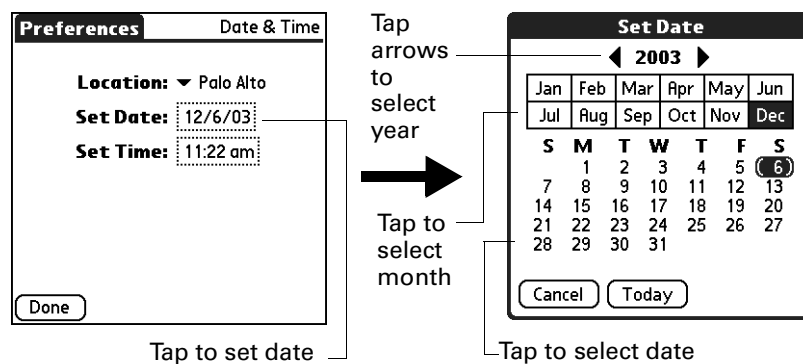 Preferences
Date & Time
Location: Palo Alto
Set Date: 12/6/03
Set Time: 11:22 am
Done
Tap to set date
Tap
arrows
to
select
year
Tap to
select
month
Set Date
2003
Jan Feb Mar Apr May Jun
Jul Aug Sep Oct Nov Dec
S M T W T F S
1 2 3 4 5 6
7 8 9 10 11 12 13
14 15 16 17 18 19 20
21 22 23 24 25 26 27
28 29 30 31
Cancel Today
Tap to select date